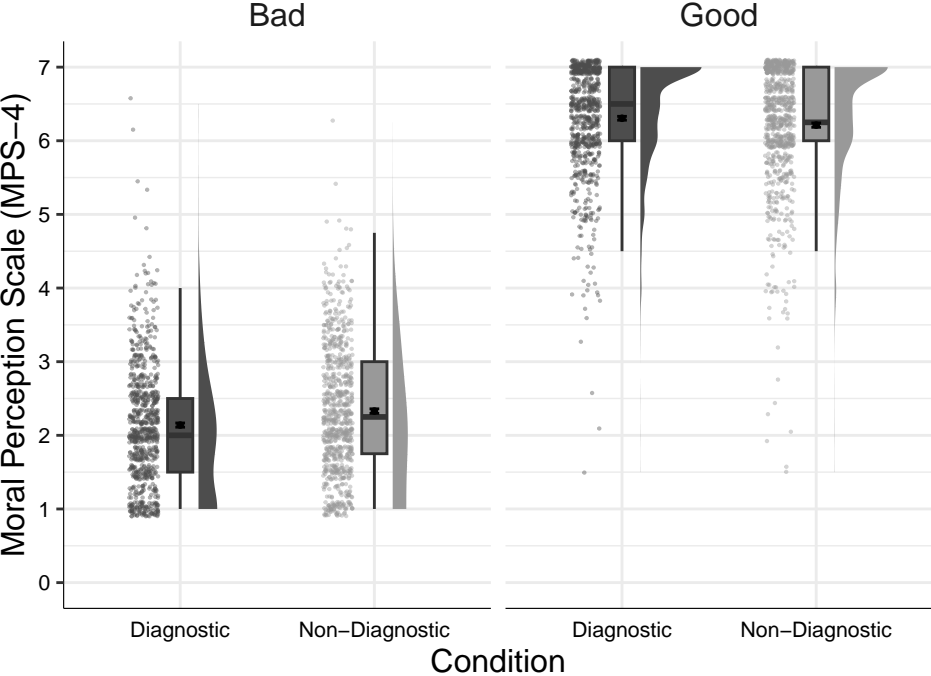 Bad
Good
Moral Perception Scale (MPS−4)
7
6
5
4
3
2
1
0
Diagnostic
Non−Diagnostic
Diagnostic
Non−Diagnostic
Condition